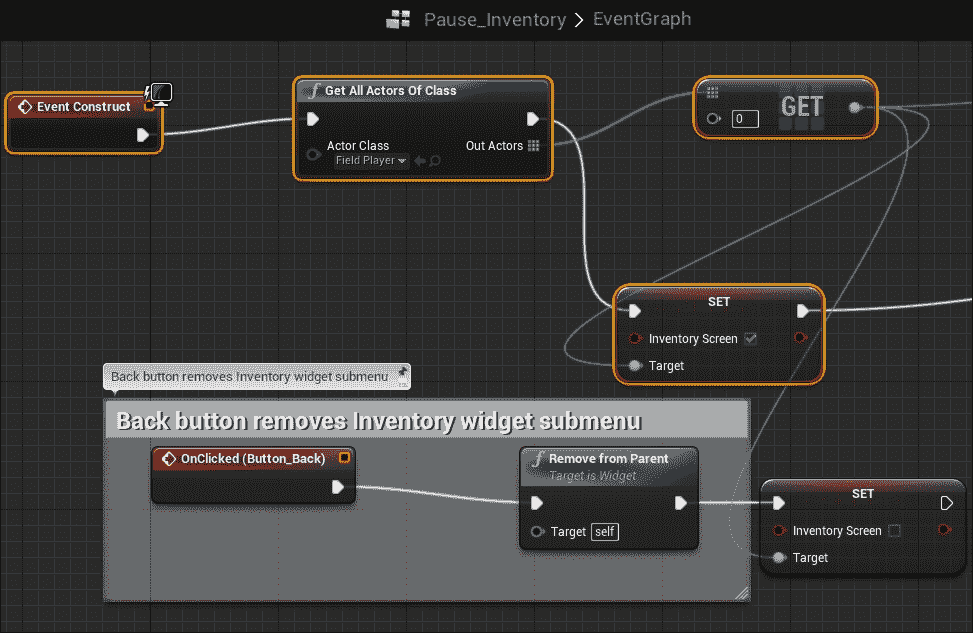 Pause_Inventory > EventGraph
Event Construct
f Get All Actors Of Class
Actor Class
Field Player
Out Actors
0
GET
SET
Inventory Screen
Target
Back button removes Inventory widget submenu
Back button removes Inventory widget submenu
OnClicked (Button_Back)
f Remove from Parent
Target is Widget
Target self
SET
Inventory Screen
Target